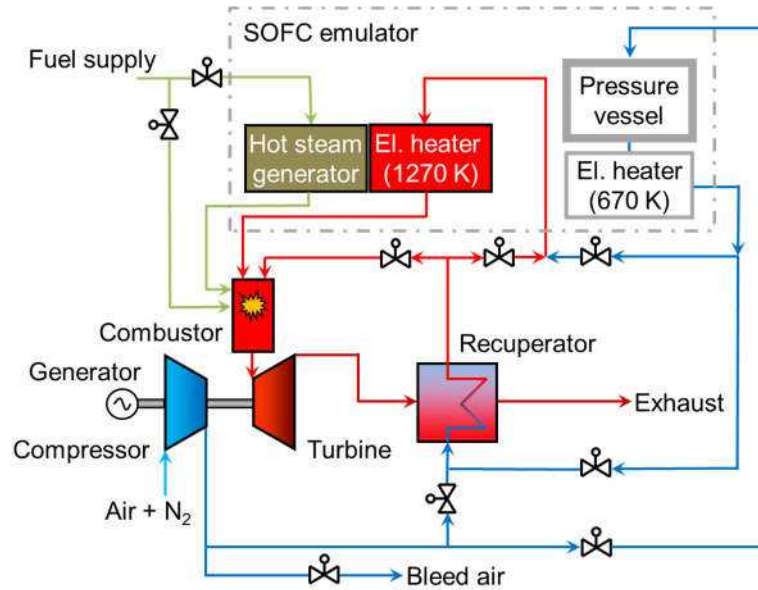 SOFC emulator
Fuel supply
Pressure
vessel
Hot steam
generator
El. heater
(1270 K)
El. heater
(670 K)
Combustor
Recuperator
Generator
Exhaust
Compressor
Turbine
Air + N₂
Bleed air